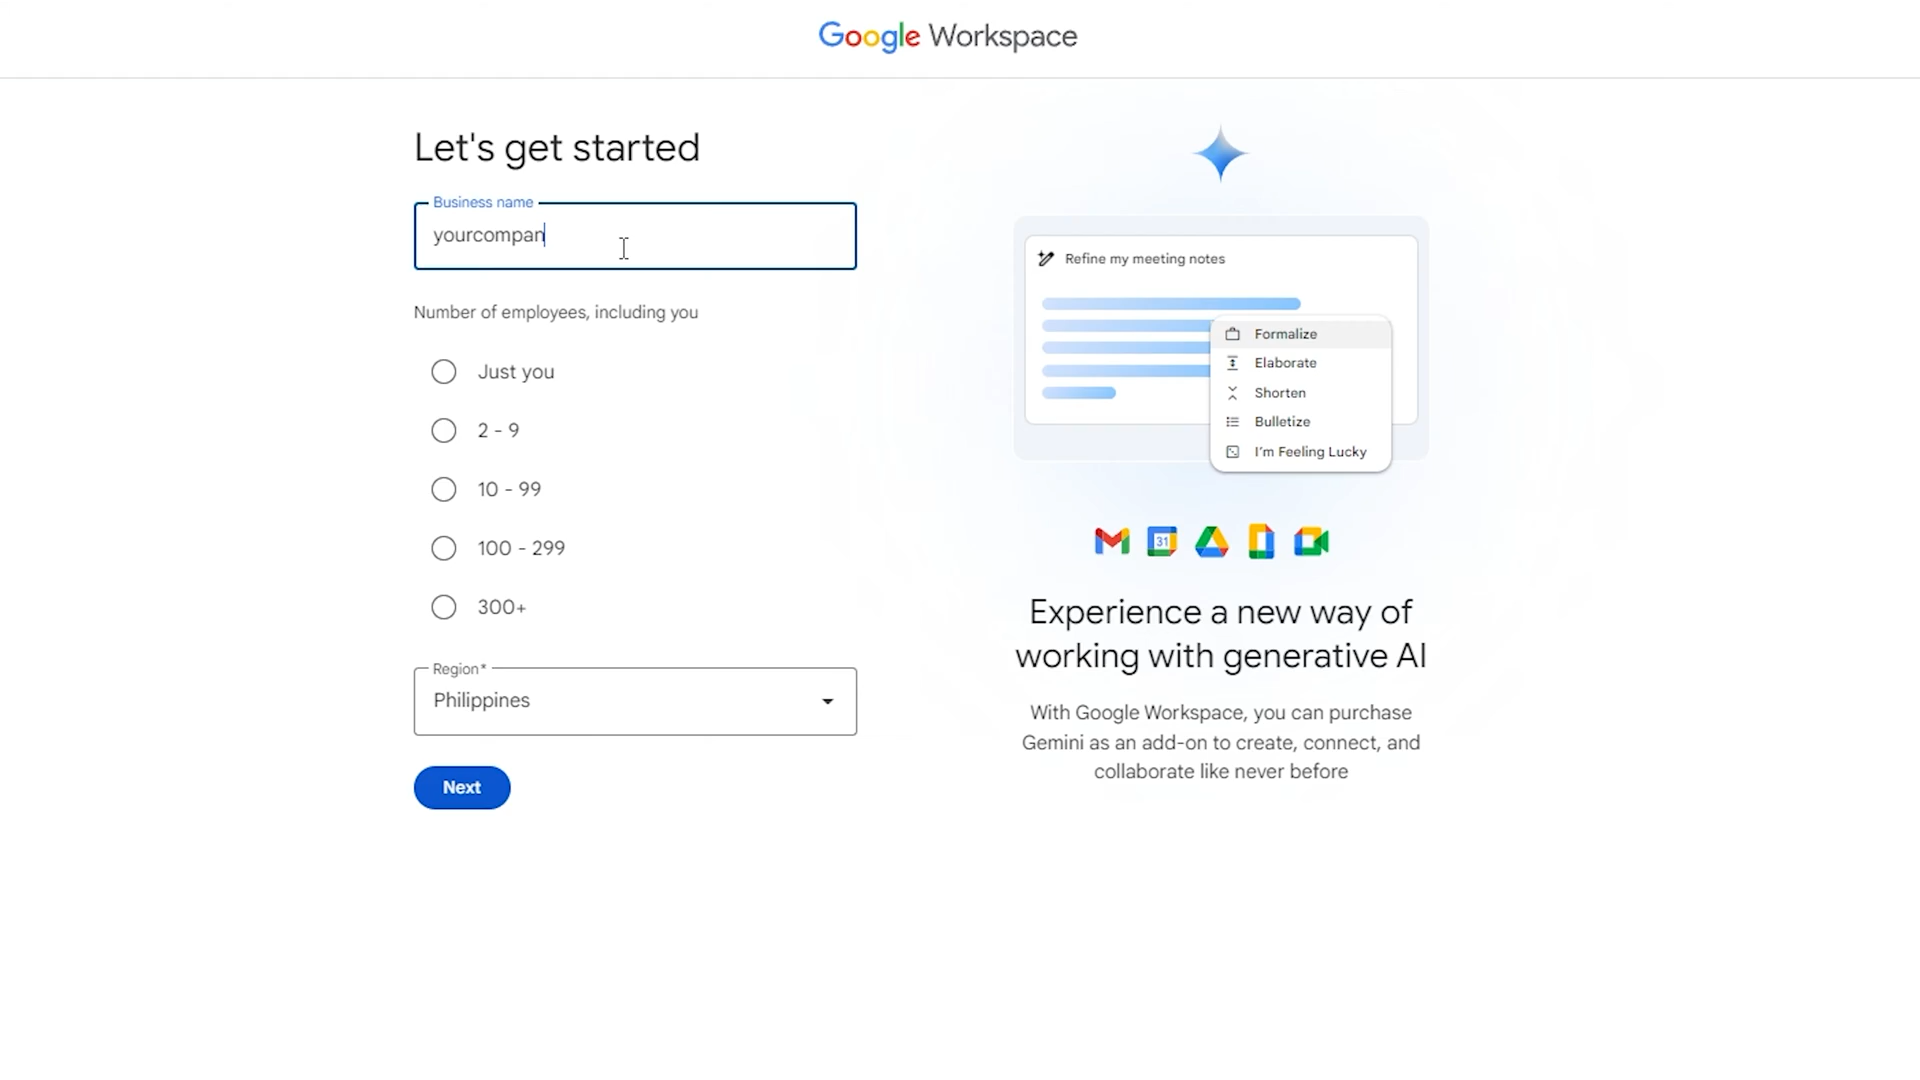 Google Workspace
Let's get started
Business name
yourcompan
Number of employees, including you
Just you
2 - 9
10 - 99
100 - 299
300+
Region*
Philippines
Next
Refine my meeting notes
Formalize
Elaborate
Shorten
Bulletize
I'm Feeling Lucky
31
Experience a new way of
working with generative AI
With Google Workspace, you can purchase
Gemini as an add-on to create, connect, and
collaborate like never before